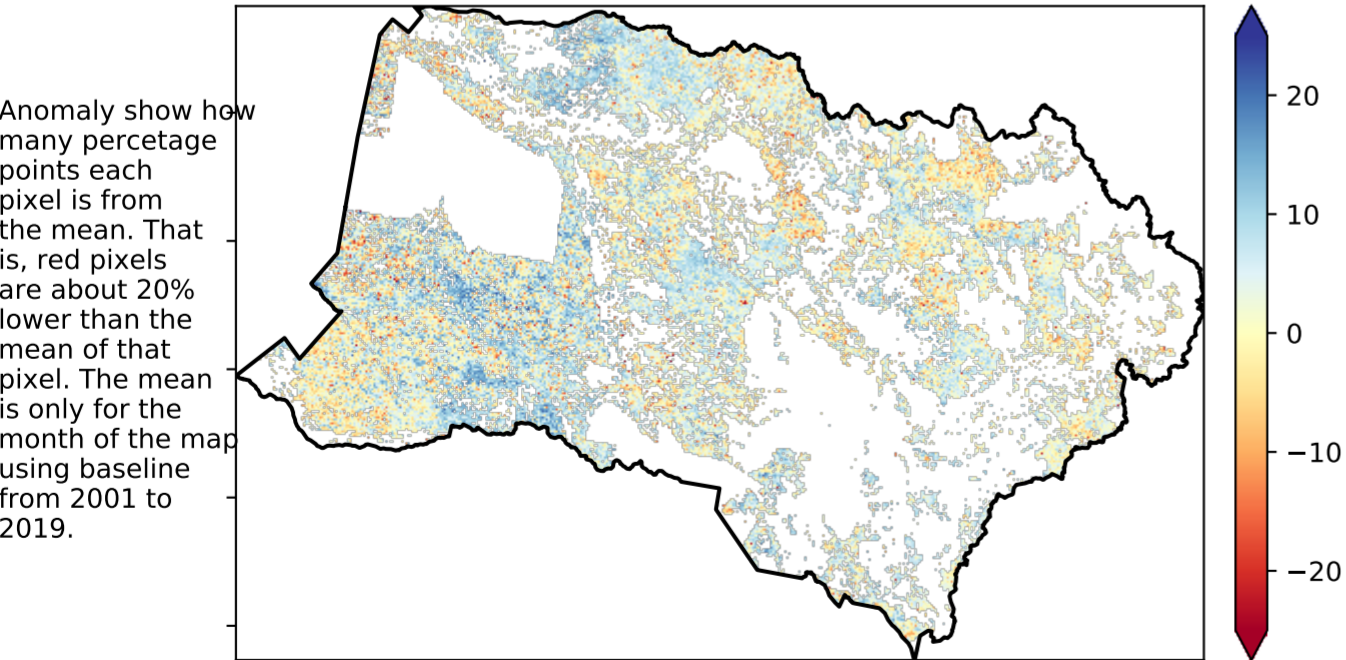 Anomaly show how
many percetage
points each
pixel is from
the mean. That
is, red pixels
are about 20%
lower than the
mean of that
pixel. The mean
is only for the
month of the map
using baseline
from 2001 to
2019.
20
10
0
−10
−20